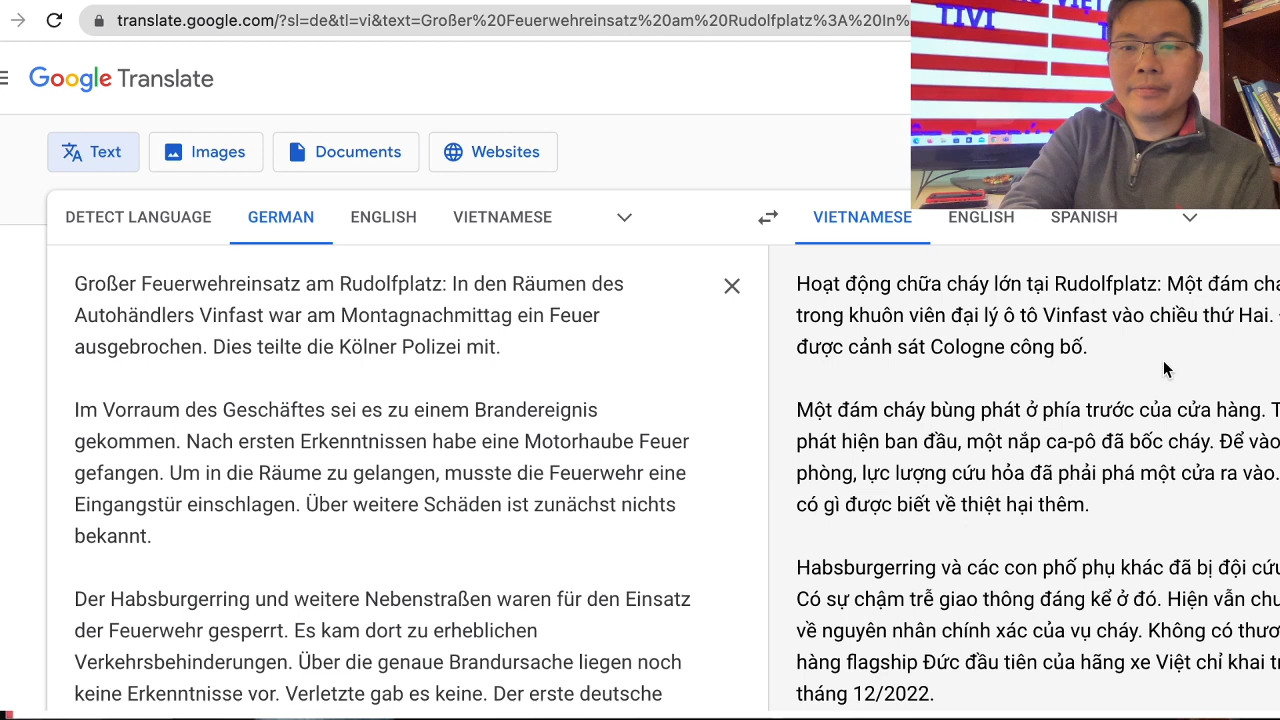 translate.google.com/?sl=de&tl=vi&text=Großer%20Feuerwehreinsatz%20am%20Rudolfplatz%3A%20In%
VIỆT
TIVI
Google Translate
Text
Images
Documents
Websites
DETECT LANGUAGE GERMAN ENGLISH VIETNAMESE
VIETNAMESE ENGLISH SPANISH
Großer Feuerwehreinsatz am Rudolfplatz: In den Räumen des
Autohändlers Vinfast war am Montagnachmittag ein Feuer
ausgebrochen. Dies teilte die Kölner Polizei mit.
Im Vorraum des Geschäftes sei es zu einem Brandereignis
gekommen. Nach ersten Erkenntnissen habe eine Motorhaube Feuer
gefangen. Um in die Räume zu gelangen, musste die Feuerwehr eine
Eingangstür einschlagen. Über weitere Schäden ist zunächst nichts
bekannt.
Der Habsburgerring und weitere Nebenstraßen waren für den Einsatz
der Feuerwehr gesperrt. Es kam dort zu erheblichen
Verkehrsbehinderungen. Über die genaue Brandursache liegen noch
keine Erkenntnisse vor. Verletzte gab es keine. Der erste deutsche
Hoạt động chữa cháy lớn tại Rudolfplatz: Một đám chá
trong khuôn viên đại lý ô tô Vinfast vào chiều thứ Hai.
được cảnh sát Cologne công bố.
Một đám cháy bùng phát ở phía trước của cửa hàng. T
phát hiện ban đầu, một nắp ca-pô đã bốc cháy. Để vào
phòng, lực lượng cứu hỏa đã phải phá một cửa ra vào.
có gì được biết về thiệt hại thêm.
Habsburgerring và các con phố phụ khác đã bị đội cứu
Có sự chậm trễ giao thông đáng kể ở đó. Hiện vẫn chu
về nguyên nhân chính xác của vụ cháy. Không có thươ
hàng flagship Đức đầu tiên của hãng xe Việt chỉ khai tr
tháng 12/2022.